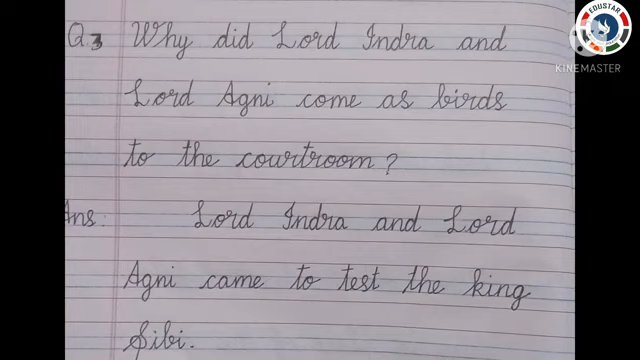 EDUSTAR
KINEMASTER
Q.3 Why did Lord Indra and
Lord Agni come as birds
to the courtroom?
Ans: Lord Indra and Lord
Agni came to test the king
Sibi.